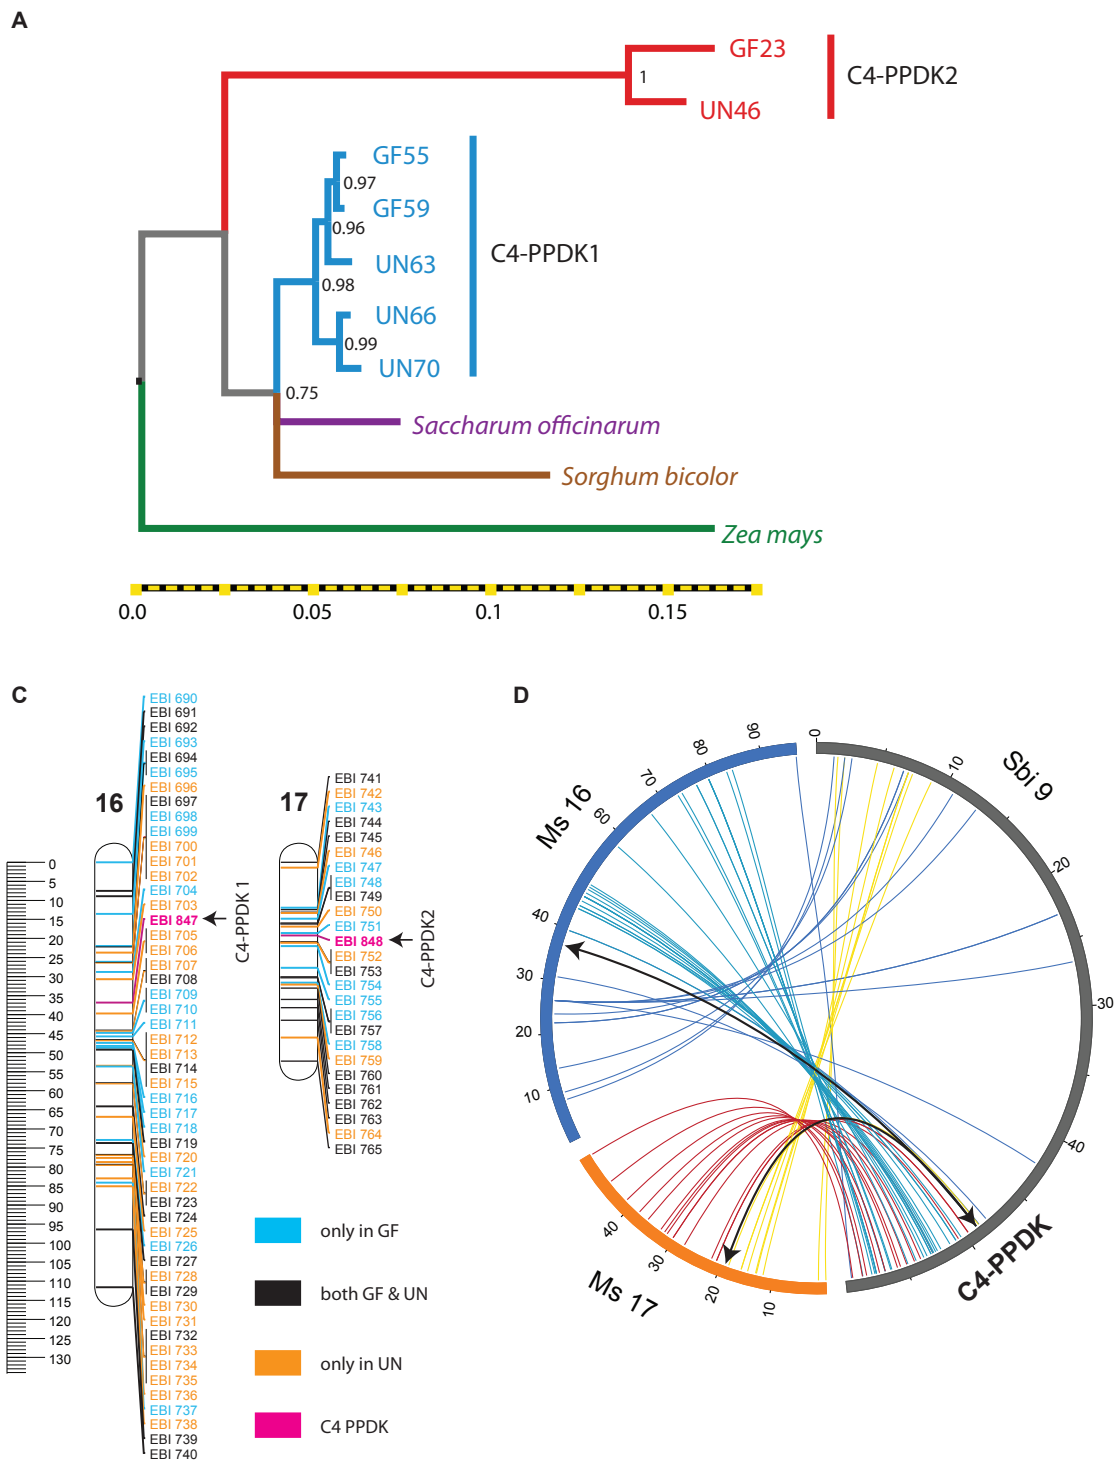 A
GF23
1
C4-PPDK2
UN46
GF55
0.97
GF59
0.96
C4-PPDK1
UN63
0.98
UN66
0.99
UN70
0.75
Saccharum officinarum
Sorghum bicolor
Zea mays
0.0
0.05
0.1
0.15
C
16
0
5
10
15
20
25
30
35
40
45
50
55
60
65
70
75
80
85
90
95
100
105
110
115
120
125
130
EBI 690
EBI 691
EBI 692
EBI 693
EBI 694
EBI 695
EBI 696
EBI 697
EBI 698
EBI 699
EBI 700
EBI 701
EBI 702
EBI 704
EBI 703
EBI 847
EBI 705
EBI 706
EBI 707
EBI 708
EBI 709
EBI 710
EBI 711
EBI 712
EBI 713
EBI 714
EBI 715
EBI 716
EBI 717
EBI 718
EBI 719
EBI 720
EBI 721
EBI 722
EBI 723
EBI 724
EBI 725
EBI 726
EBI 727
EBI 728
EBI 729
EBI 730
EBI 731
EBI 732
EBI 733
EBI 734
EBI 735
EBI 736
EBI 737
EBI 738
EBI 739
EBI 740
C4-PPDK 1
17
EBI 741
EBI 742
EBI 743
EBI 744
EBI 745
EBI 746
EBI 747
EBI 748
EBI 749
EBI 750
EBI 751
EBI 848
EBI 752
EBI 753
EBI 754
EBI 755
EBI 756
EBI 757
EBI 758
EBI 759
EBI 760
EBI 761
EBI 762
EBI 763
EBI 764
EBI 765
C4-PPDK2
only in GF
both GF & UN
only in UN
C4 PPDK
D
Ms 16
10
20
30
40
60
70
80
90
Sbi 9
0
10
20
30
40
C4-PPDK
Ms 17
10
20
30
40